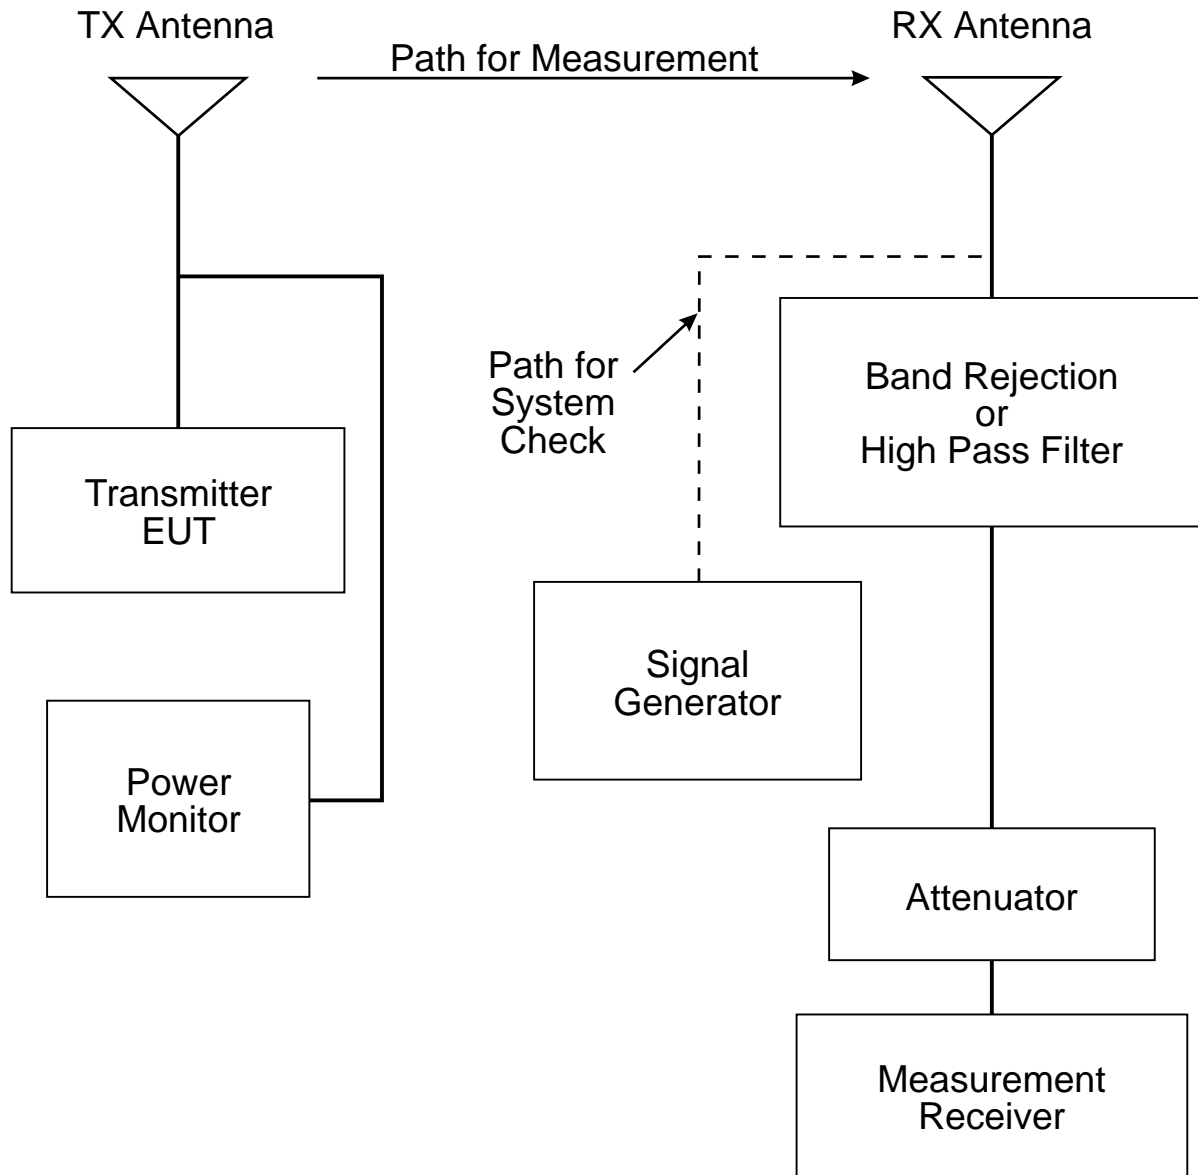 TX Antenna
RX Antenna
Path for Measurement
Path for
System
Check
Band Rejection
or
High Pass Filter
Transmitter
EUT
Signal
Generator
Power
Monitor
Attenuator
Measurement
Receiver